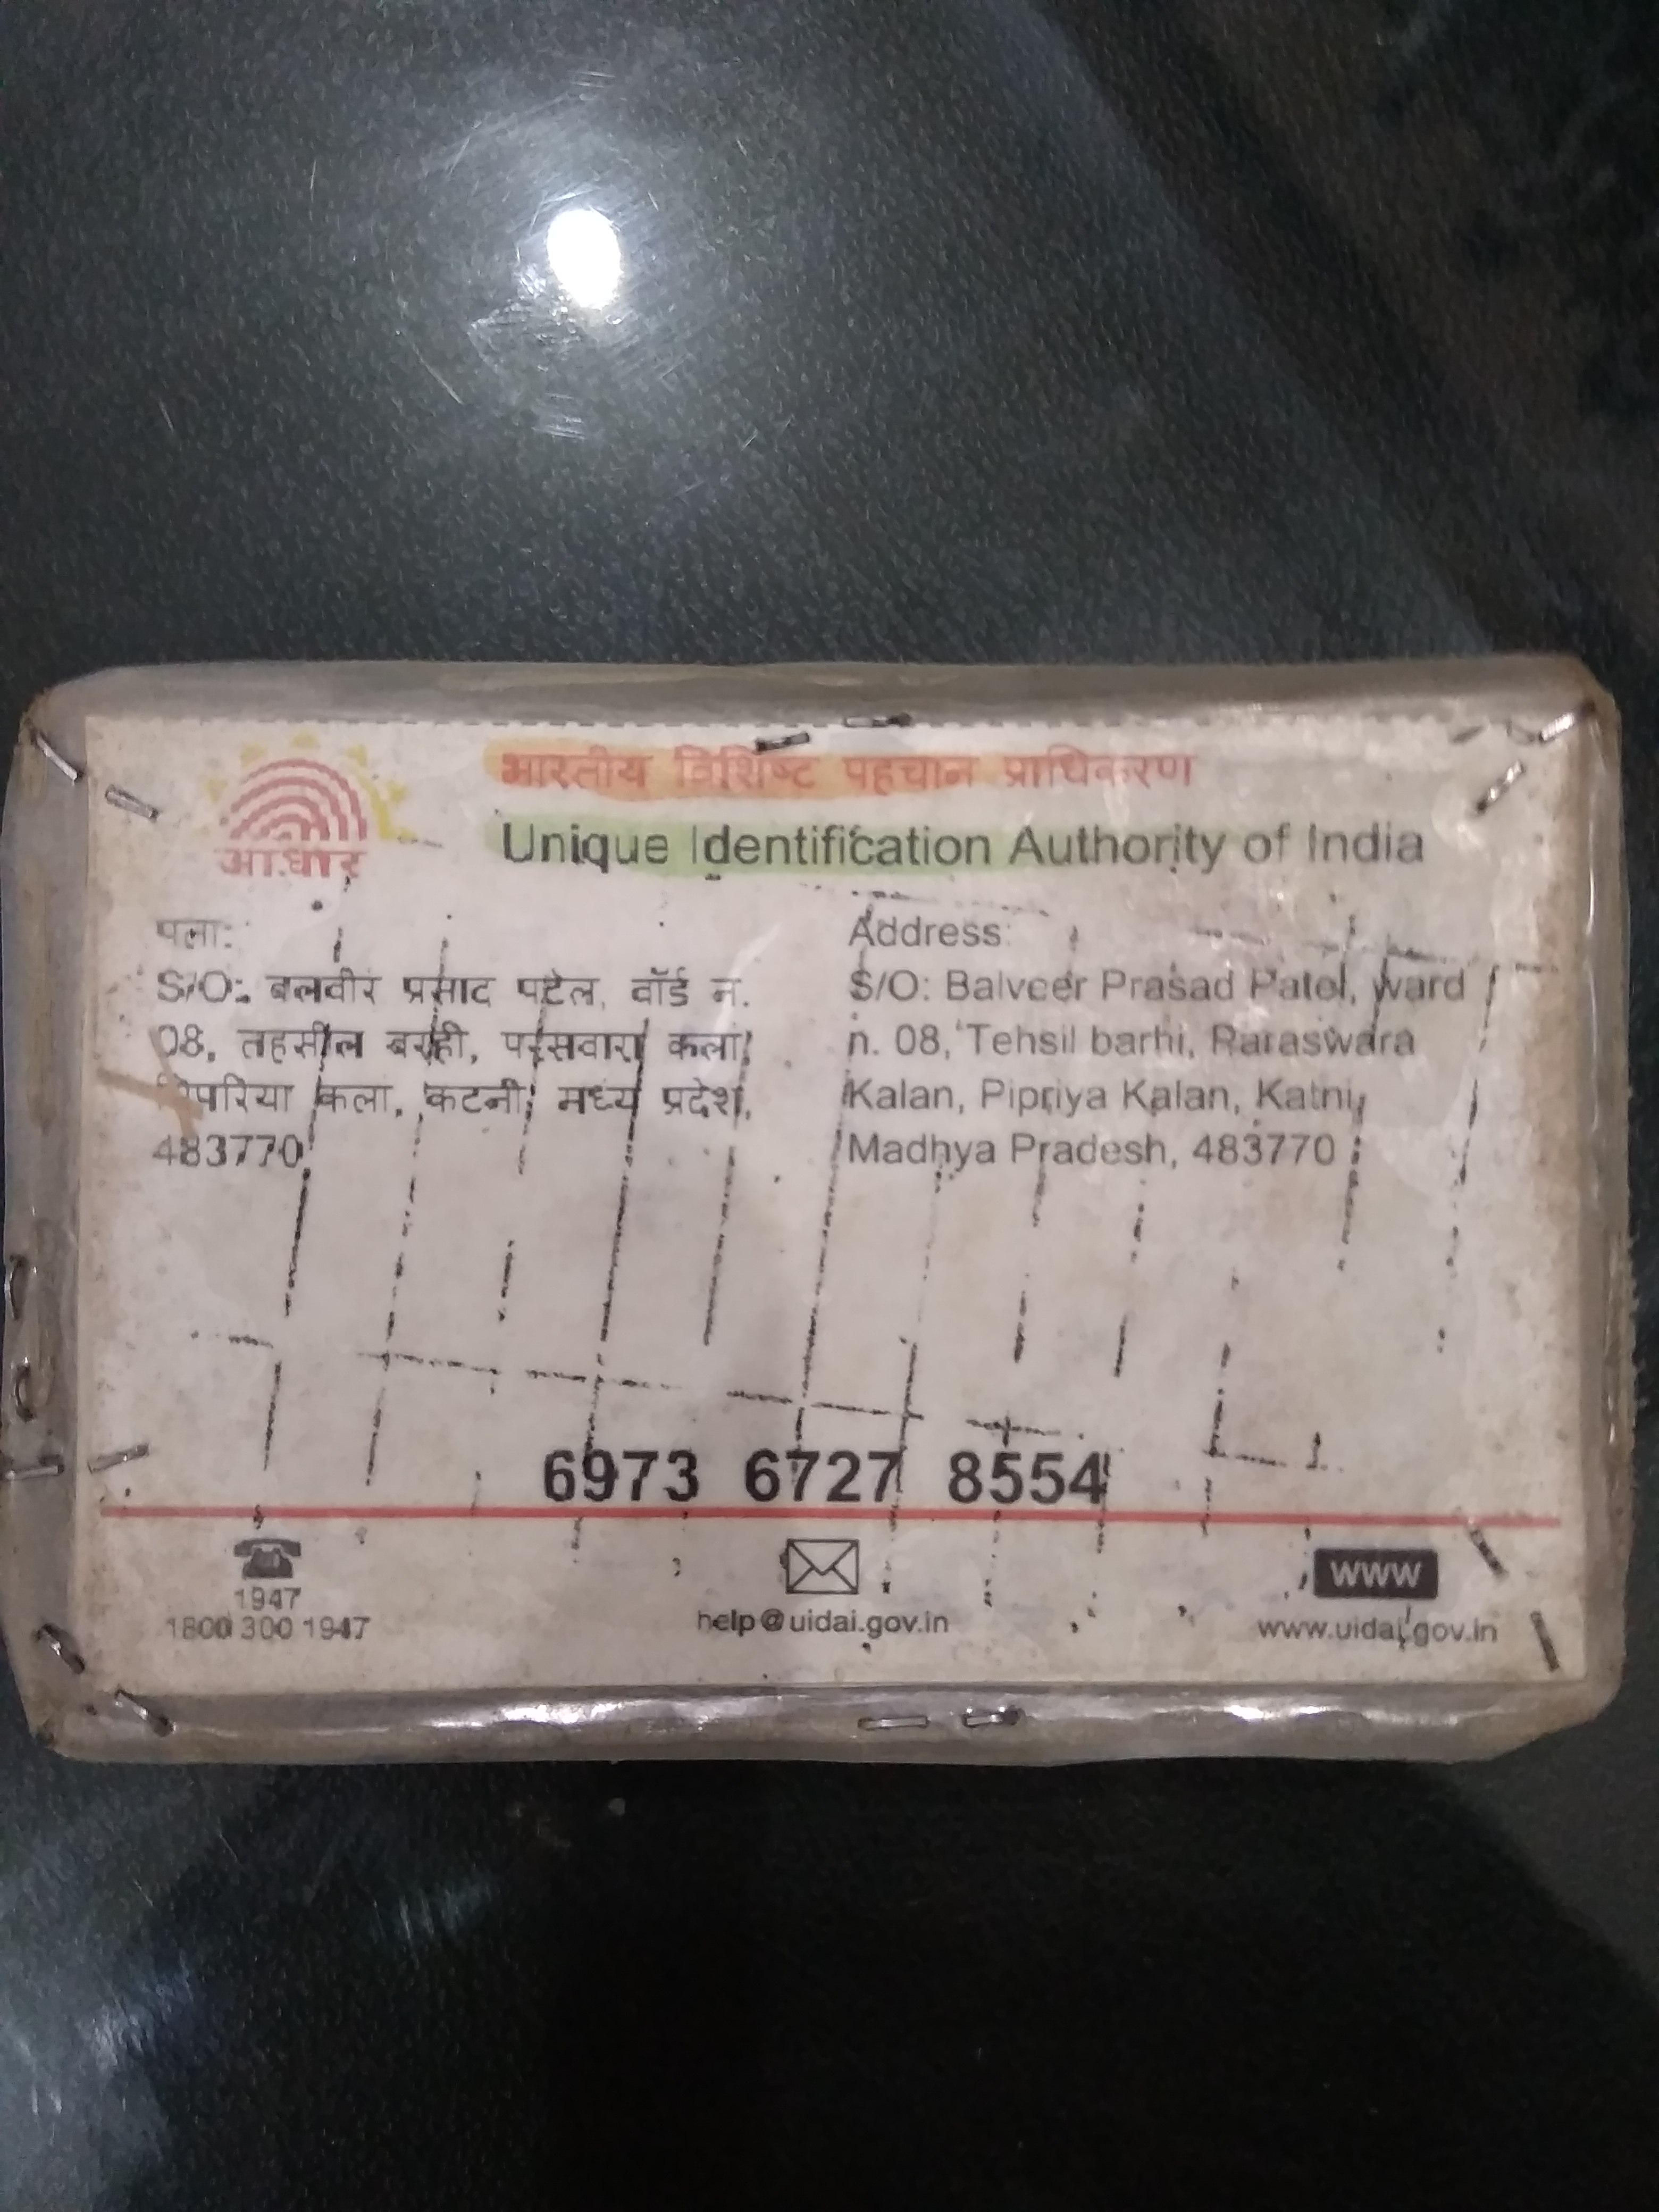 आधार
भारतीय विशिष्ट पहचान प्राधिकरण
Unique Identification Authority of India
पता:
S/O: बलवीर प्रसाद पटेल, वॉर्ड न.
08, तहसील बरही, परसवारा कलां,
पिपरिया कला, कटनी, मध्य प्रदेश,
483770
Address:
S/O: Balveer Prasad Patel, ward
n. 08, Tehsil barhi, Paraswara
Kalan, Pipriya Kalan, Katni,
Madhya Pradesh, 483770
6973 6727 8554
1947
1800 300 1947
help@uidai.gov.in
www
www.uidai.gov.in